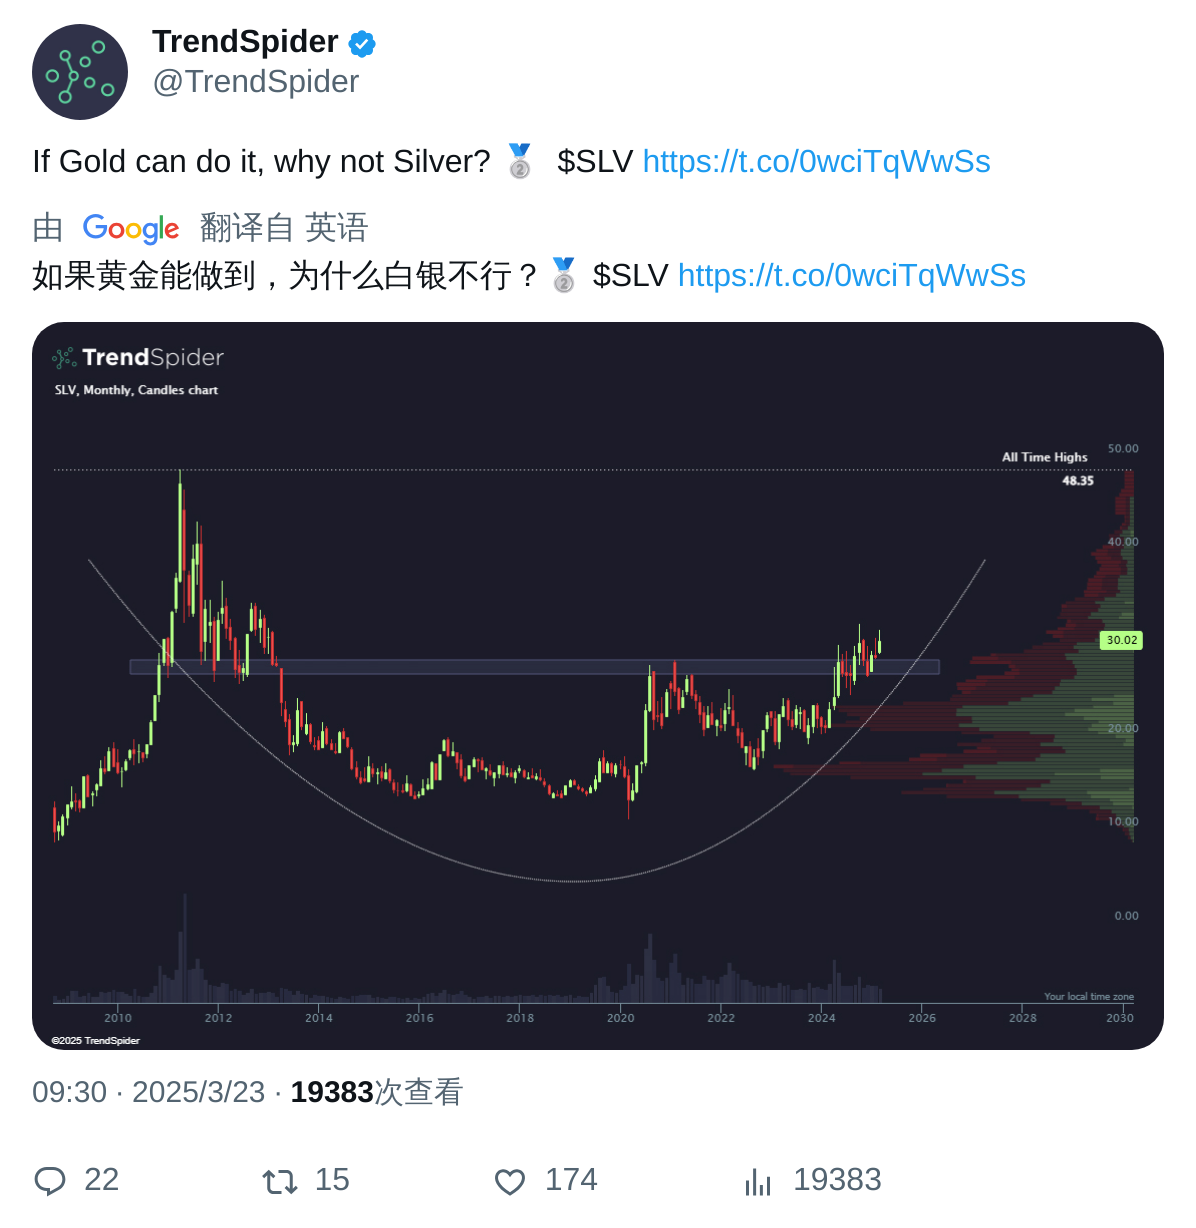 TrendSpider
@TrendSpider
If Gold can do it, why not Silver? 🥈 $SLV https://t.co/0wciTqWwSs
由 Google 翻译自 英语
如果黄金能做到，为什么白银不行？🥈 $SLV https://t.co/0wciTqWwSs
TrendSpider
SLV, Monthly, Candles chart
50.00
All Time Highs
48.35
40.00
30.02
20.00
10.00
0.00
Your local time zone
2010 2012 2014 2016 2018 2020 2022 2024 2026 2028 2030
©2025 TrendSpider
09:30 · 2025/3/23 · 19383次查看
22 15 174 19383